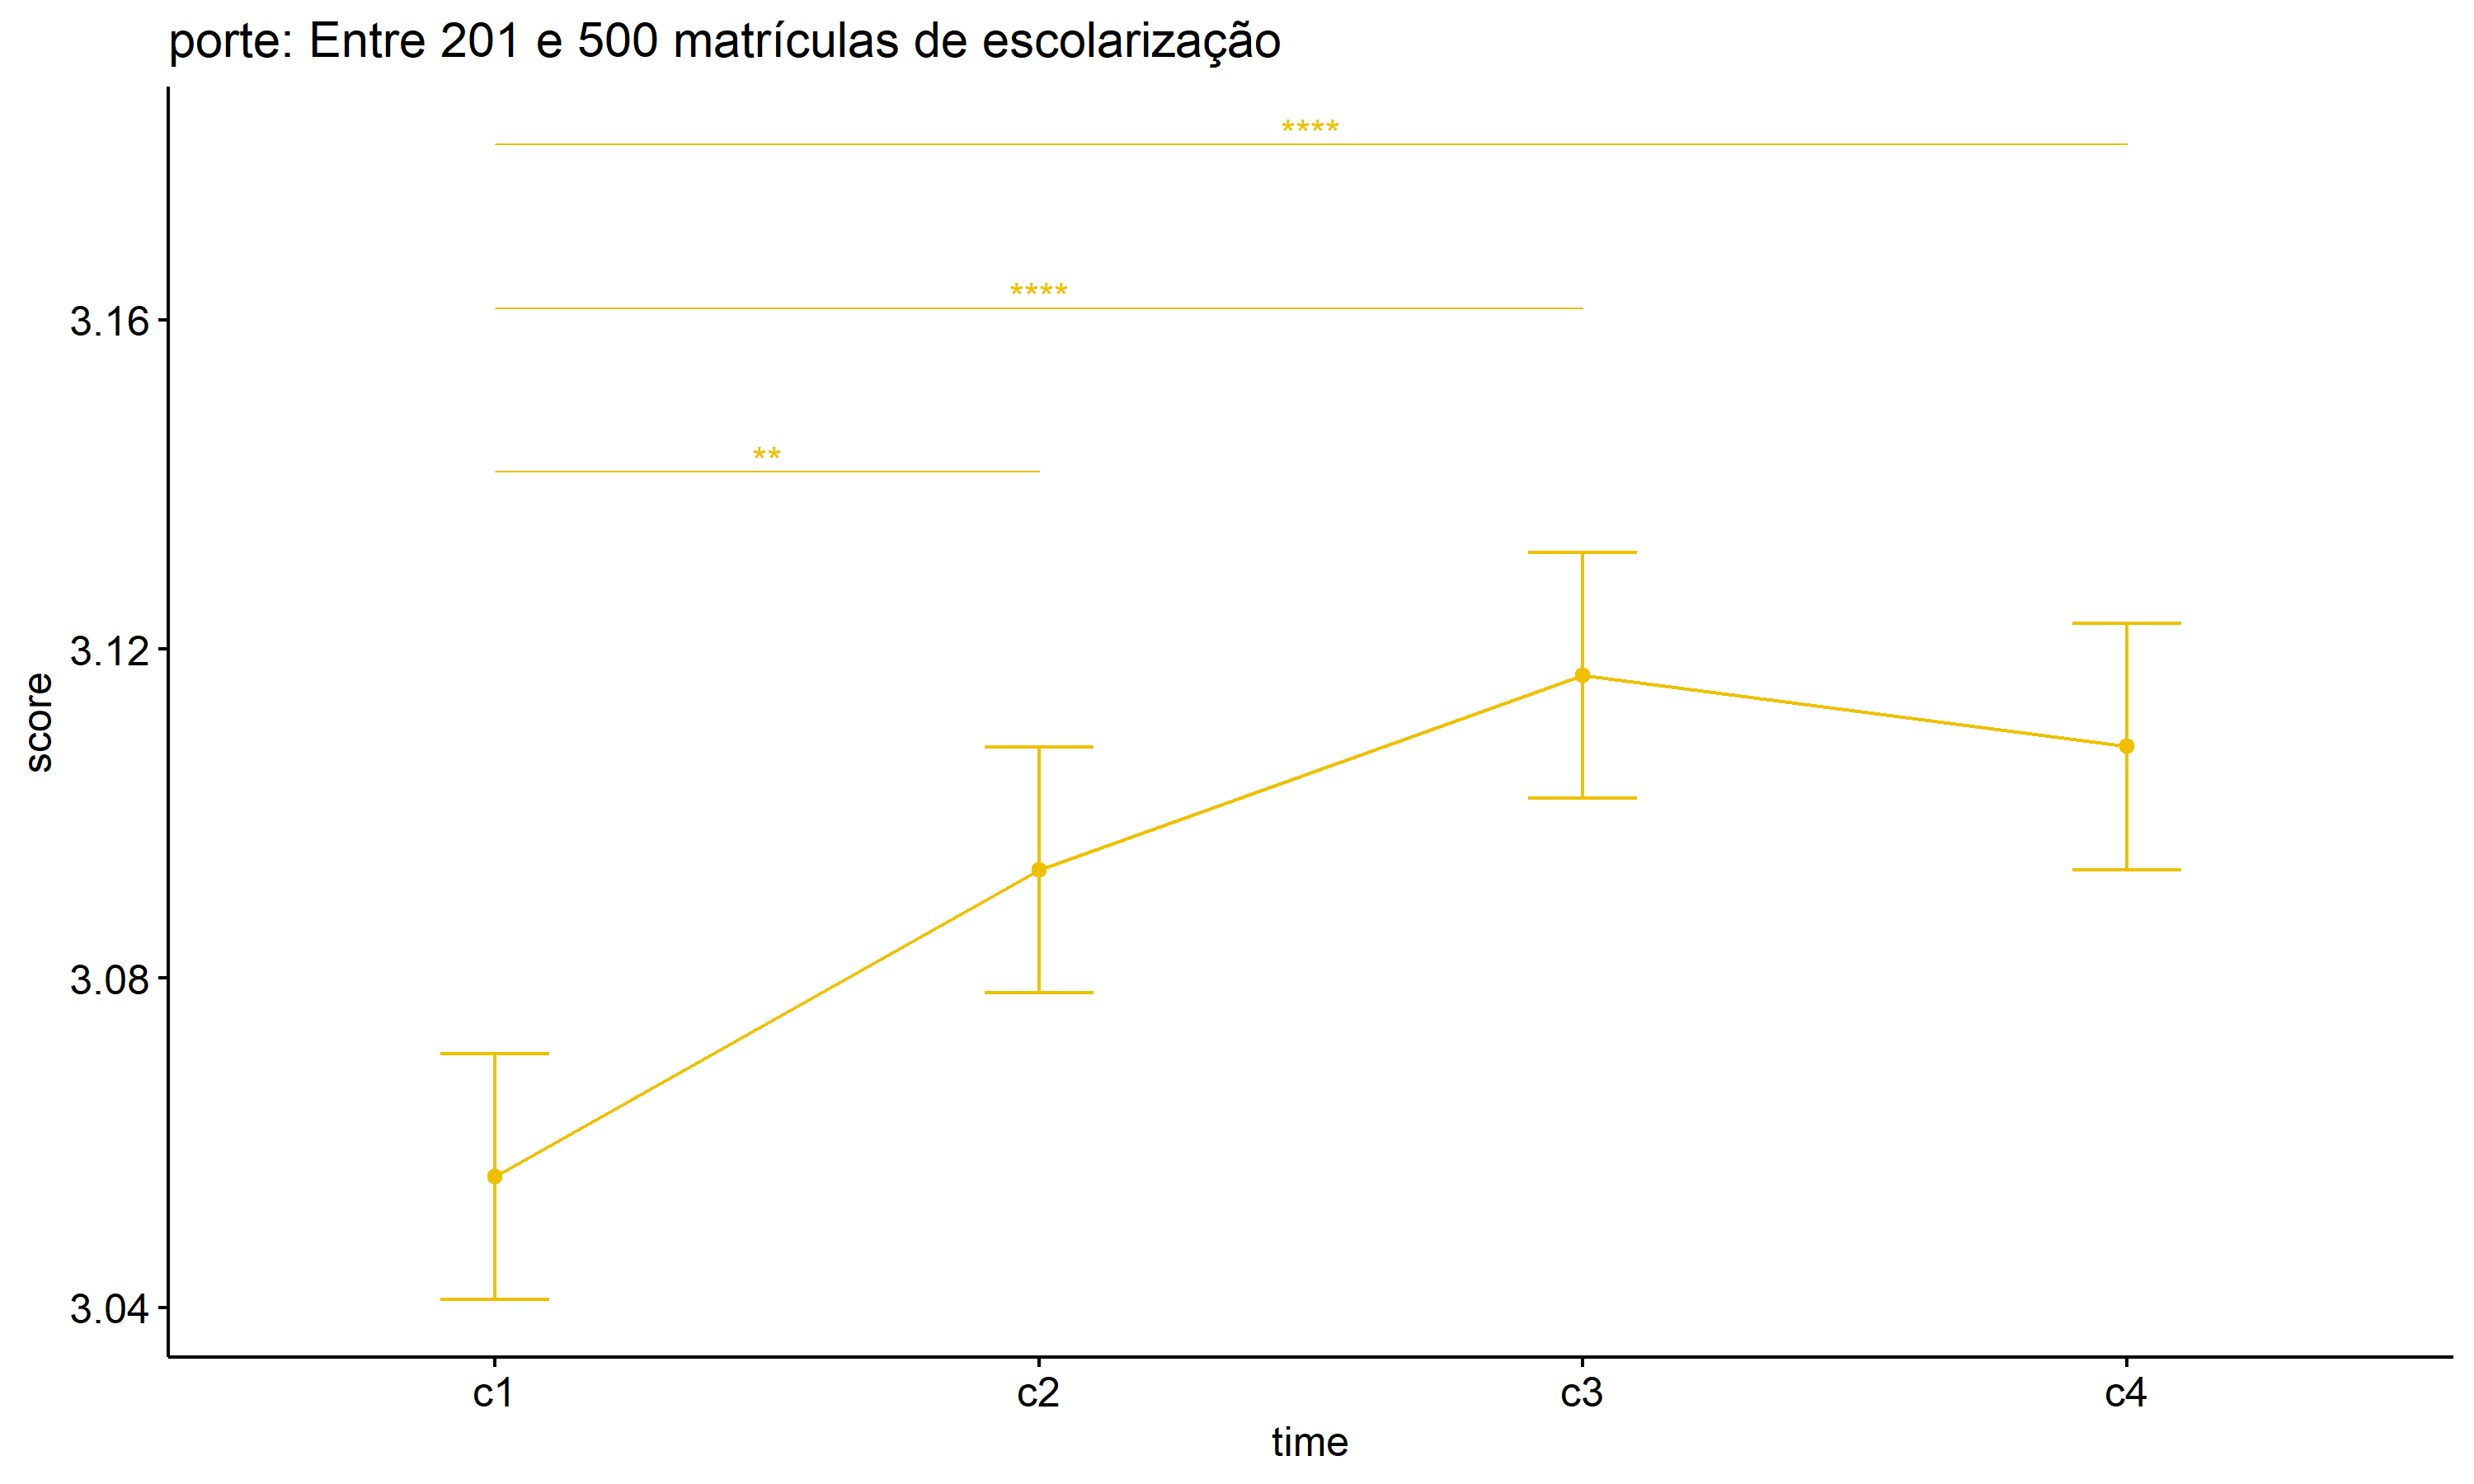 porte: Entre 201 e 500 matrículas de escolarização
****
3.16
****
**
3.12
score
3.08
3.04
c1 c2 c3 c4
time